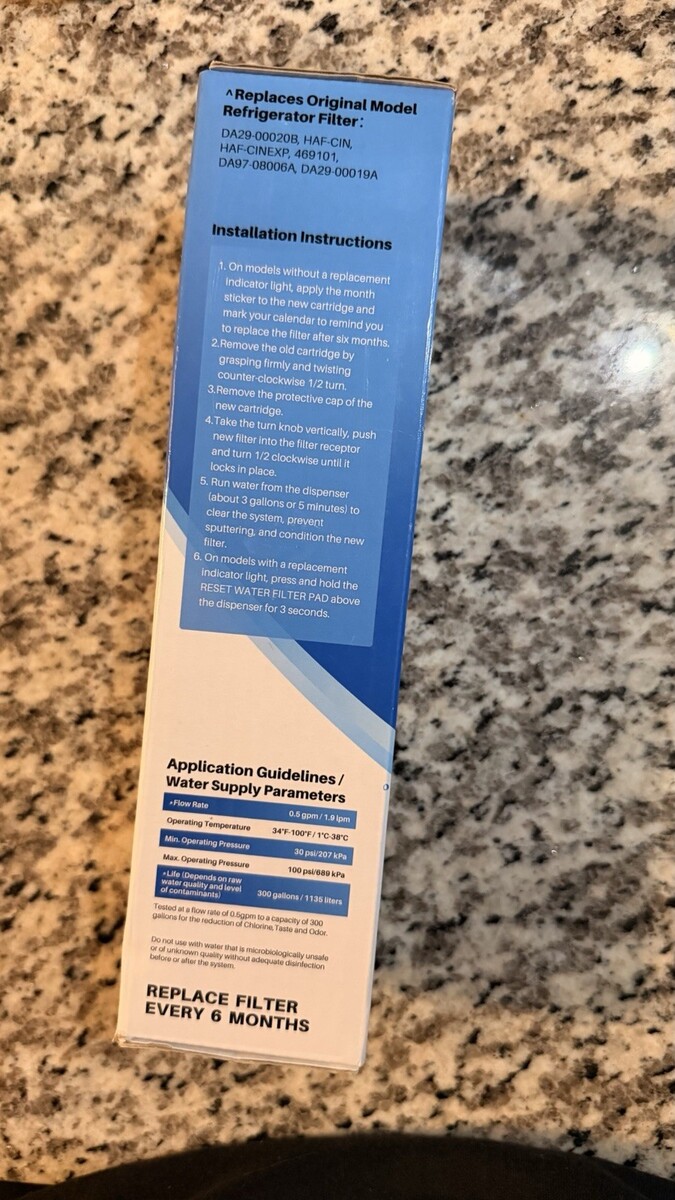 ^Replaces Original Model
Refrigerator Filter:
DA29-00020B, HAF-CIN,
HAF-CINEXP, 469101,
DA97-08006A, DA29-00019A
Installation Instructions
1. On models without a replacement
indicator light, apply the month
sticker to the new cartridge and
mark your calendar to remind you
to replace the filter after six months.
2.Remove the old cartridge by
grasping firmly and twisting
counter-clockwise 1/2 turn.
3.Remove the protective cap of the
new cartridge.
4.Take the turn knob vertically, push
new filter into the filter receptor
and turn 1/2 clockwise until it
locks in place.
5. Run water from the dispenser
(about 3 gallons or 5 minutes) to
clear the system, prevent
sputtering, and condition the new
filter.
6. On models with a replacement
indicator light, press and hold the
RESET WATER FILTER PAD above
the dispenser for 3 seconds.
Application Guidelines /
Water Supply Parameters
*Flow Rate 0.5 gpm / 1.9 lpm
Operating Temperature 34°F-100°F / 1°C-38°C
Min. Operating Pressure 30 psi/207 kPa
Max. Operating Pressure 100 psi/689 kPa
*Life (Depends on raw
water quality and level
of contaminants) 300 gallons / 1135 liters
Tested at a flow rate of 0.5gpm to a capacity of 300
gallons for the reduction of Chlorine, Taste and Odor.
Do not use with water that is microbiologically unsafe
or of unknown quality without adequate disinfection
before or after the system.
REPLACE FILTER
EVERY 6 MONTHS